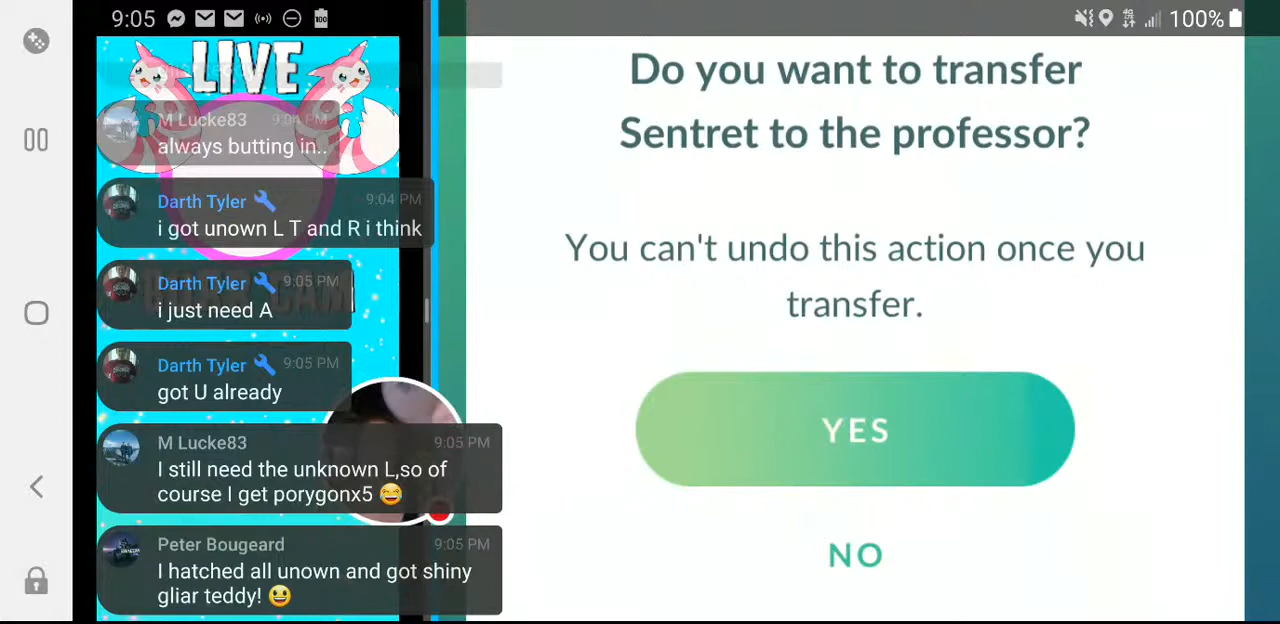 9:05
100
100%
LIVE
M Lucke83 9:04 PM
always butting in..
Darth Tyler 9:04 PM
i got unown L T and R i think
Darth Tyler 9:05 PM
i just need A
Darth Tyler 9:05 PM
got U already
M Lucke83 9:05 PM
I still need the unknown L,so of
course I get porygonx5 😂
Peter Bougeard 9:05 PM
I hatched all unown and got shiny
gliar teddy! 😃
Do you want to transfer
Sentret to the professor?
You can't undo this action once you
transfer.
YES
NO